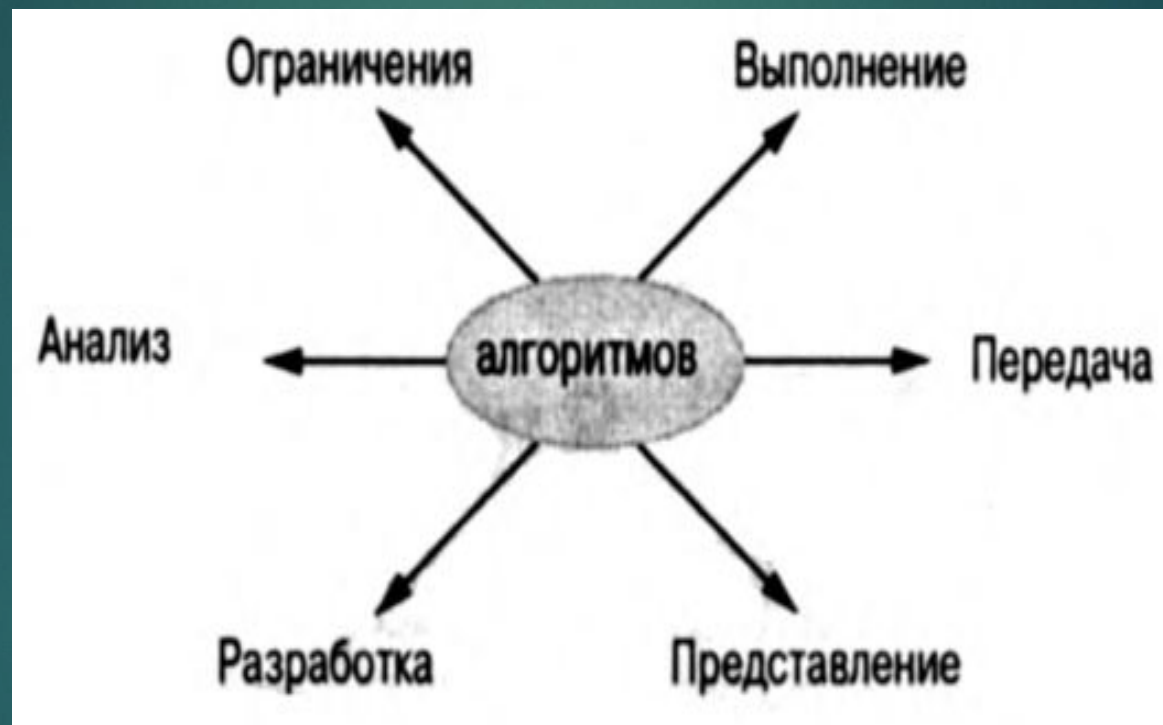 Ограничения
Выполнение
Анализ
алгоритмов
Передача
Разработка
Представление